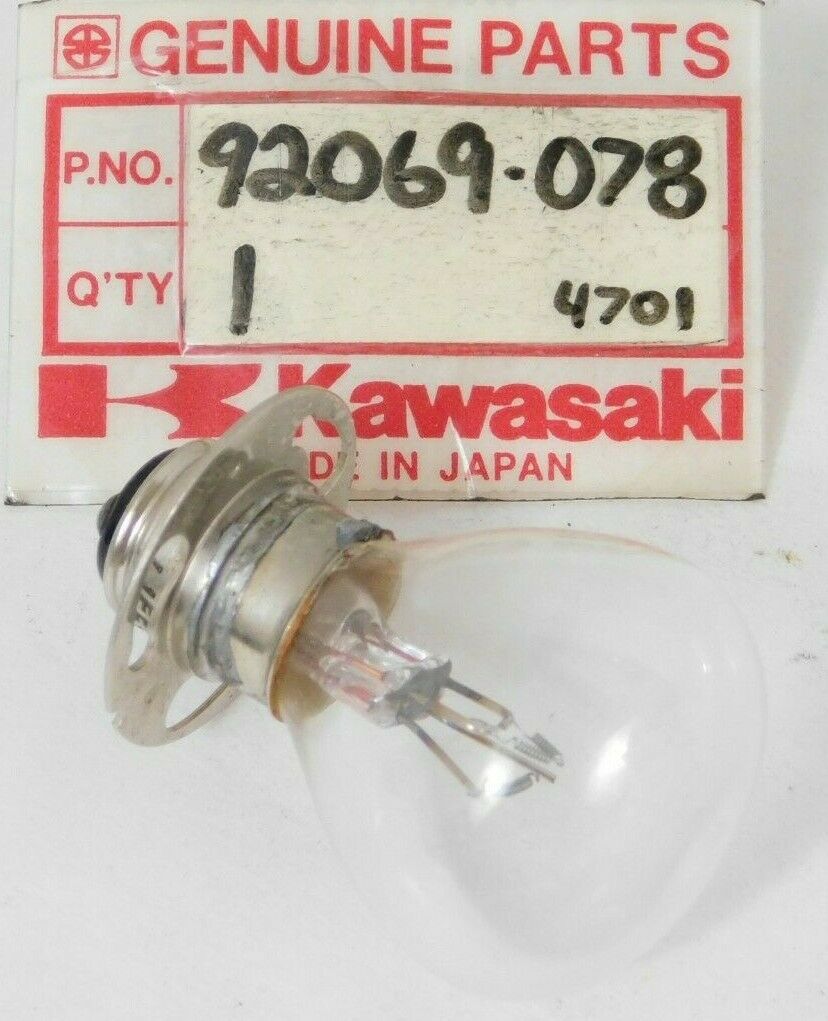 GENUINE PARTS
P.NO. 92069-078
Q'TY 1 4701
Kawasaki
DE IN JAPAN